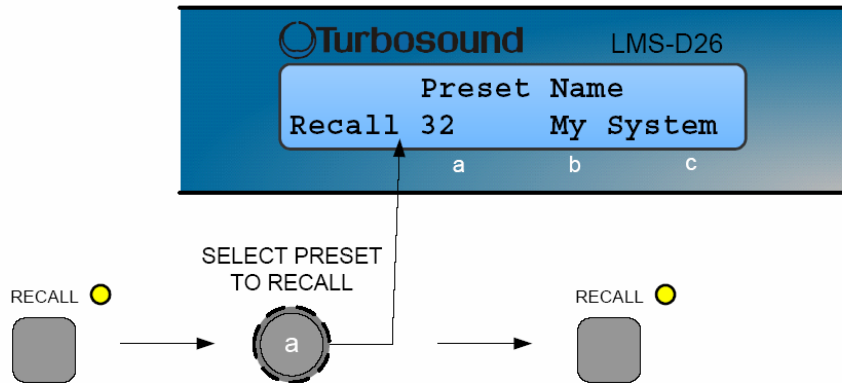 Turbosound LMS-D26
Preset Name
Recall 32 My System
a b c
SELECT PRESET
TO RECALL
RECALL
a
RECALL